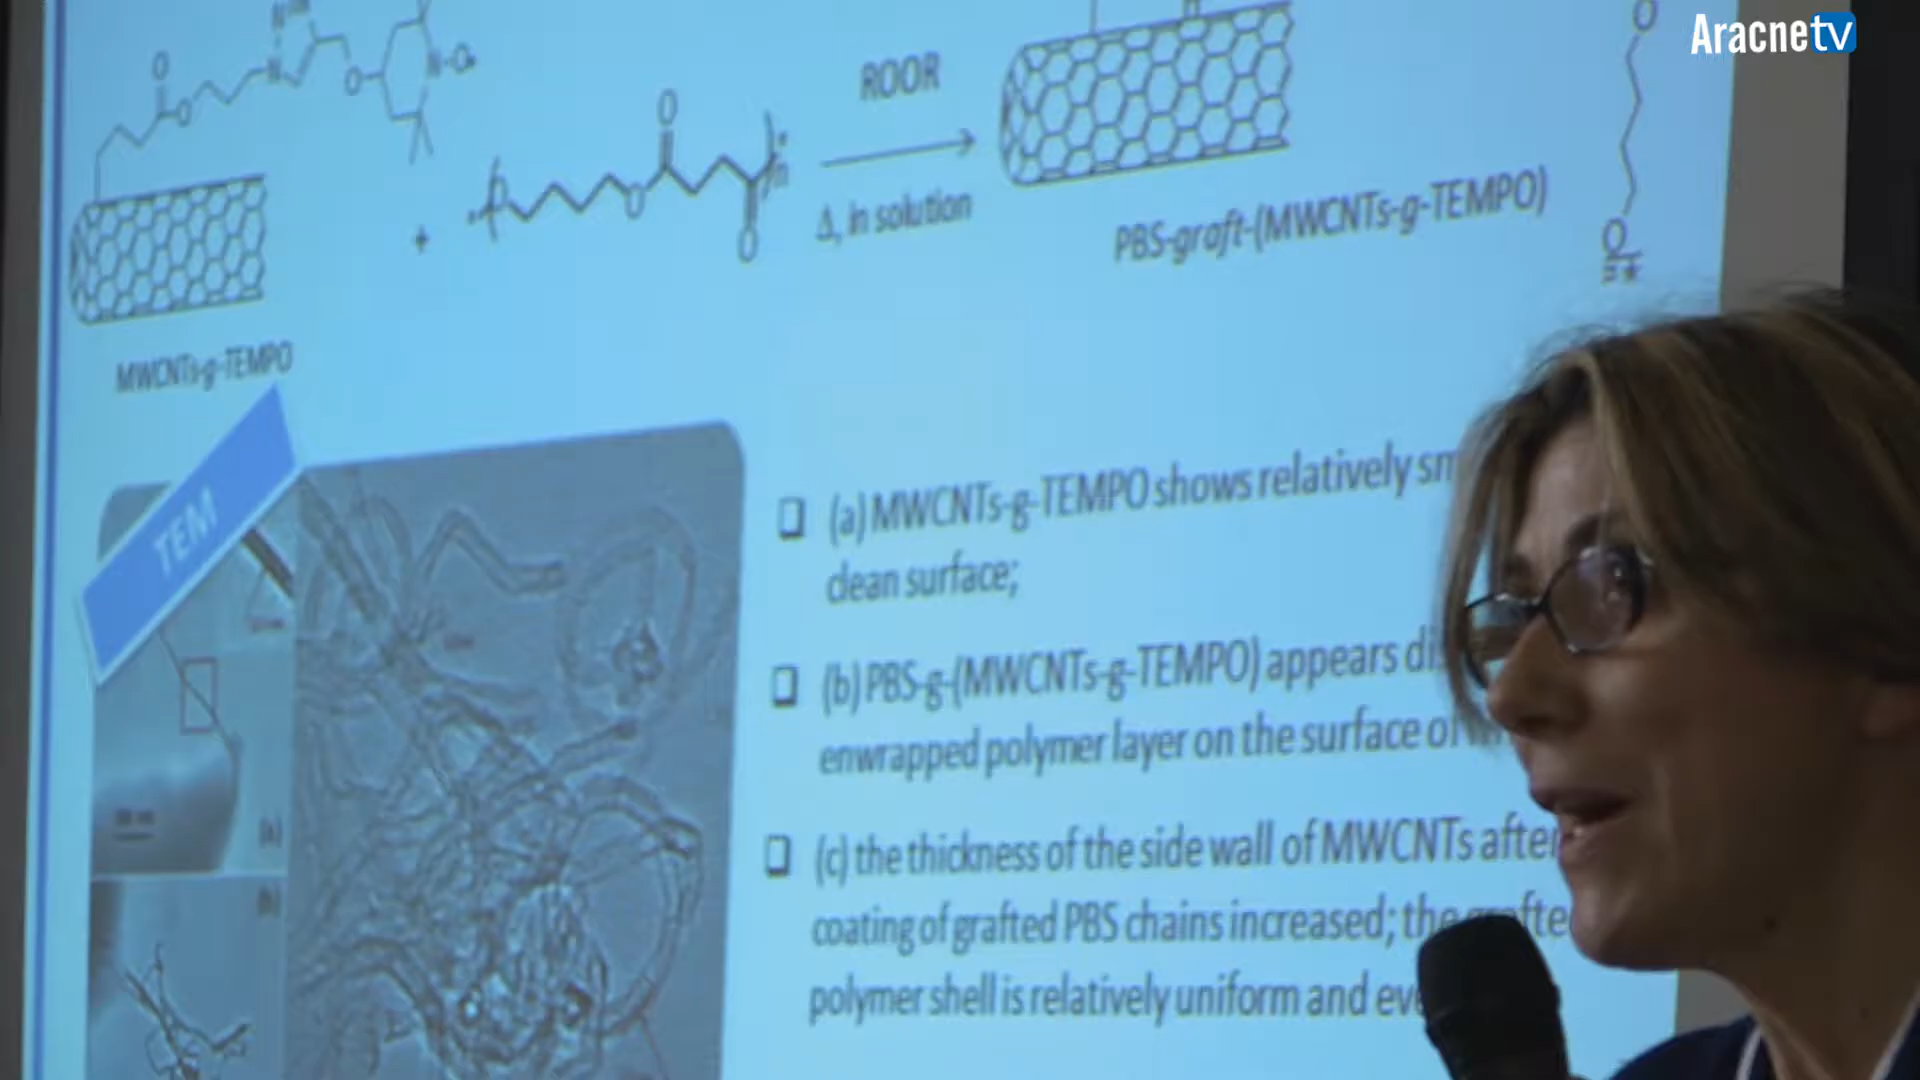 Aracnetv
ROOR
Δ, in solution
PBS-graft-(MWCNTs-g-TEMPO)
+
MWCNTs-g-TEMPO
TEM
(a) MWCNTs-g-TEMPO shows relatively
clean surface;
(b) PBS-g-(MWCNTs-g-TEMPO) appears
enwrapped polymer layer on the surface of
(c) the thickness of the side wall of MWCNTs after
coating of grafted PBS chains increased; the
polymer shell is relatively uniform and
(a)
(b)